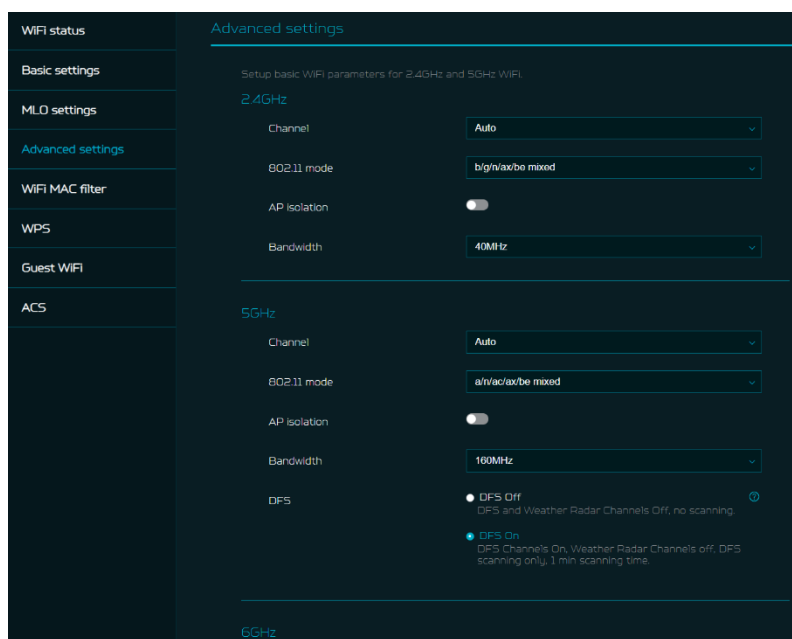 WiFi status
Basic settings
MLO settings
Advanced settings
WiFi MAC filter
WPS
Guest WiFi
ACS
Advanced settings
Setup basic WiFi parameters for 2.4GHz and 5GHz WiFi.
2.4GHz
Channel
Auto
802.11 mode
b/g/n/ax/be mixed
AP isolation
Bandwidth
40MHz
5GHz
Channel
Auto
802.11 mode
a/n/ac/ax/be mixed
AP isolation
Bandwidth
160MHz
DFS
DFS Off
DFS and Weather Radar Channels Off, no scanning.
DFS On
DFS Channels On, Weather Radar Channels off, DFS
scanning only, 1 min scanning time.
6GHz